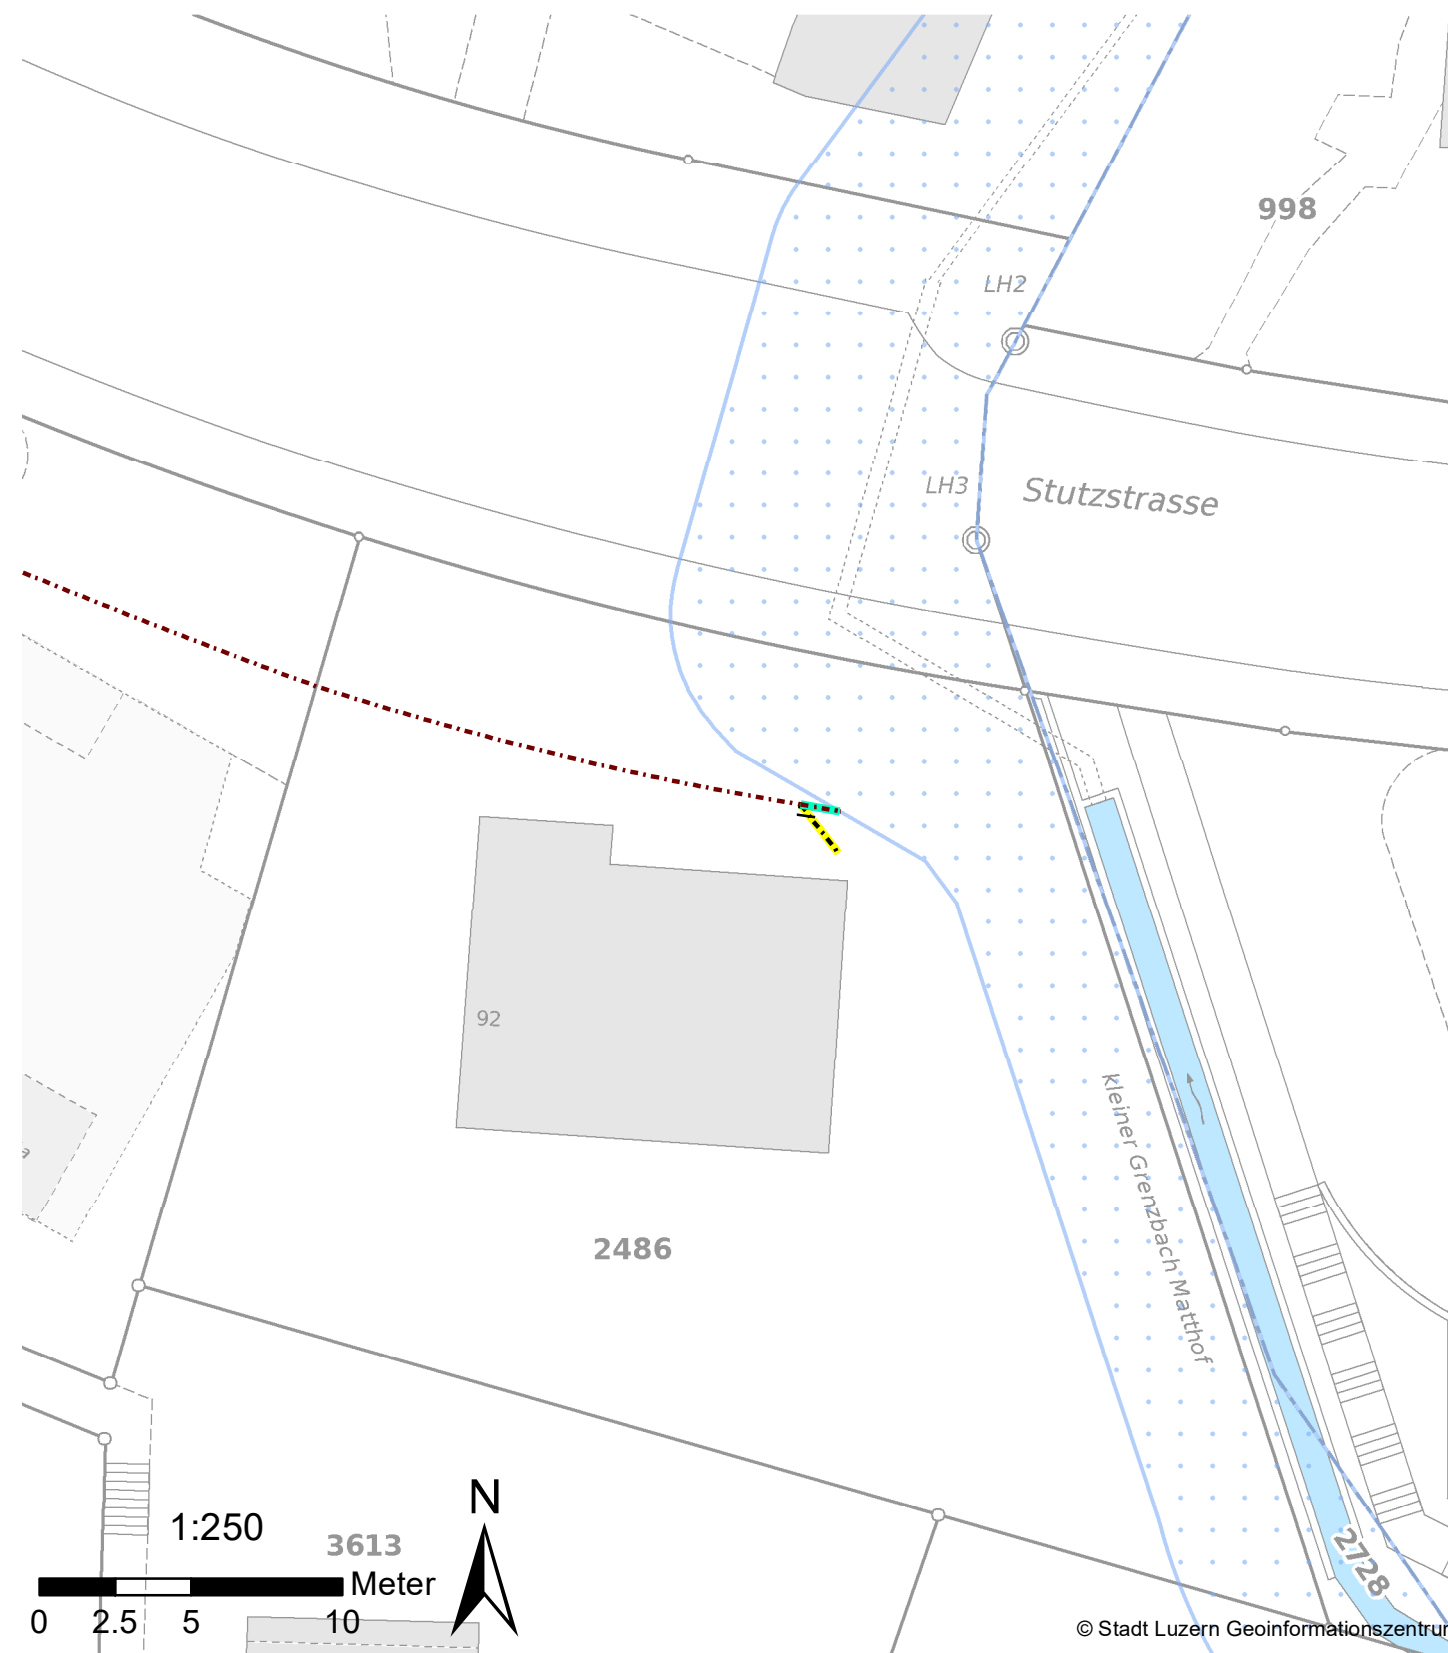 998
LH2
LH3
Stutzstrasse
92
kleiner Grenzbach Matthof
2486
N
1:250
3613
Meter
0 2.5 5 10
2728
© Stadt Luzern Geoinformationszentru